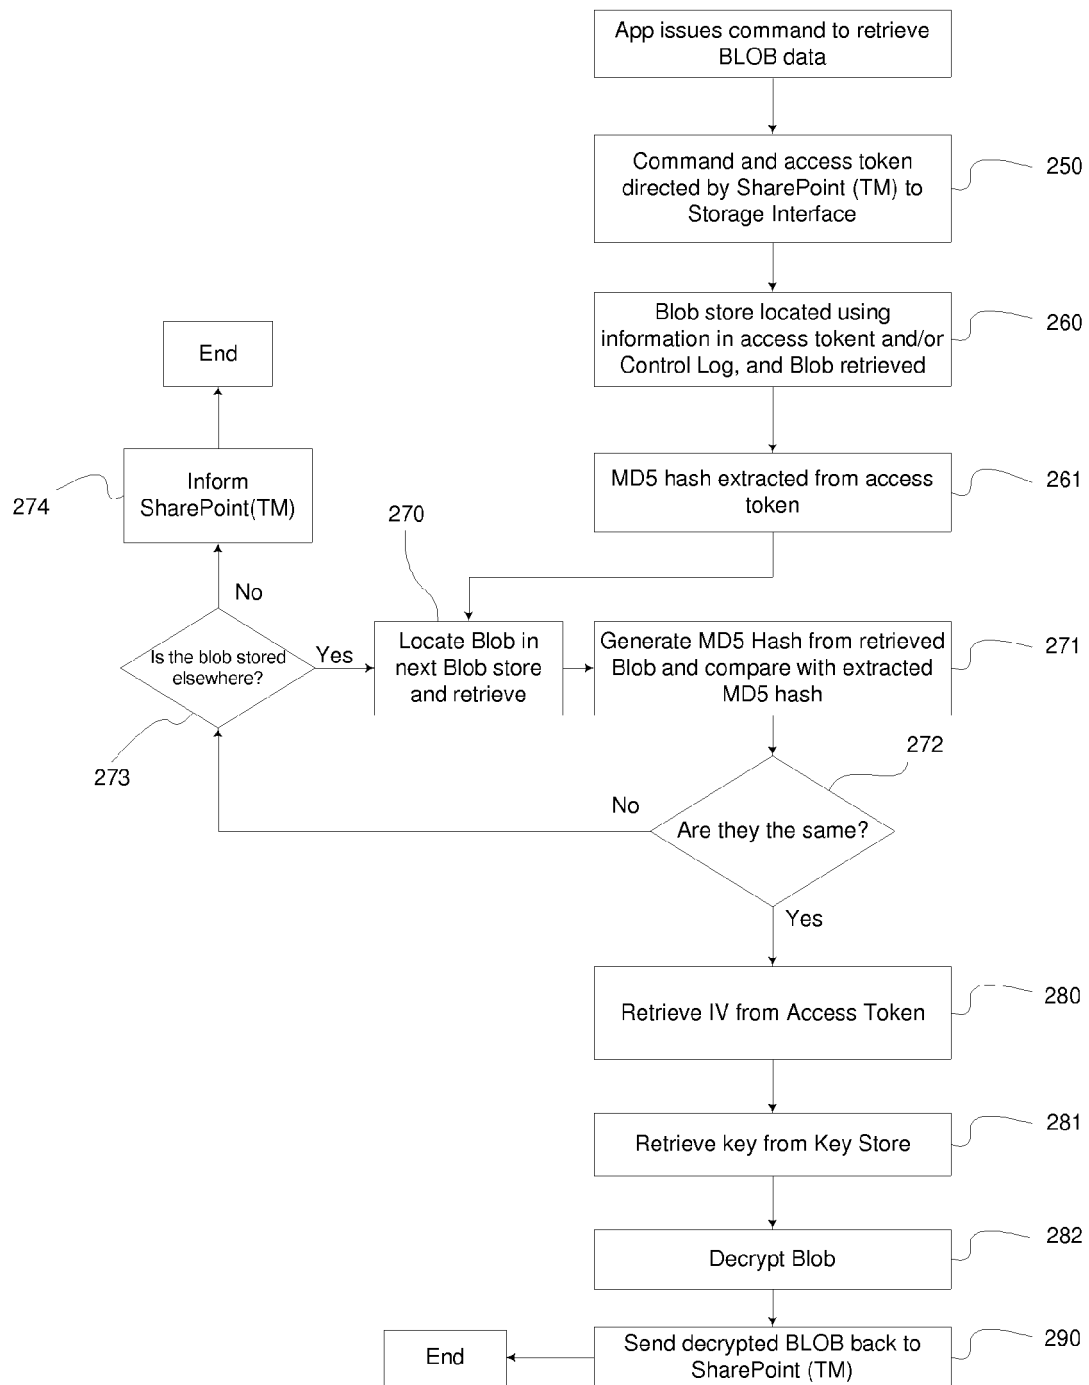 App issues command to retrieve
BLOB data
Command and access token
directed by SharePoint (TM) to
Storage Interface
250
Blob store located using
information in access tokent and/or
Control Log, and Blob retrieved
260
End
MD5 hash extracted from access
token
261
Inform
SharePoint(TM)
274
270
No
Is the blob stored
elsewhere?
Yes
273
Locate Blob in
next Blob store
and retrieve
Generate MD5 Hash from retrieved
Blob and compare with extracted
MD5 hash
271
272
No
Are they the same?
Yes
Retrieve IV from Access Token
280
Retrieve key from Key Store
281
Decrypt Blob
282
Send decrypted BLOB back to
SharePoint (TM)
290
End